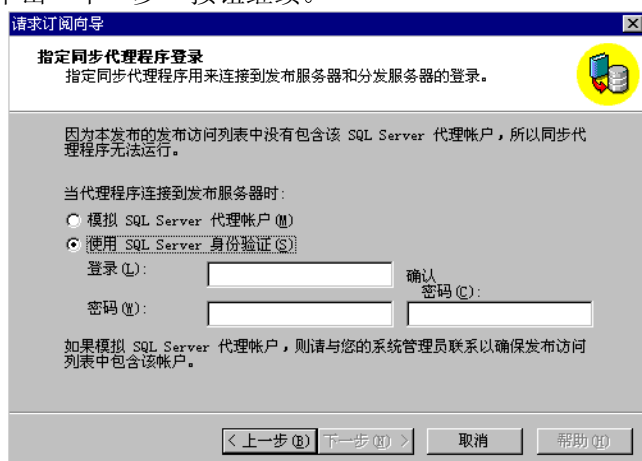 请求订阅向导
指定同步代理程序登录
指定同步代理程序用来连接到发布服务器和分发服务器的登录。
因为本发布的发布访问列表中没有包含该 SQL Server 代理帐户，所以同步代
理程序无法运行。
当代理程序连接到发布服务器时:
模拟 SQL Server 代理帐户(M)
使用 SQL Server 身份验证(S)
登录(L):
确认
密码(C):
密码(W):
如果模拟 SQL Server 代理帐户，则请与您的系统管理员联系以确保发布访问
列表中包含该帐户。
< 上一步(B) 下一步(N) > 取消 帮助(H)